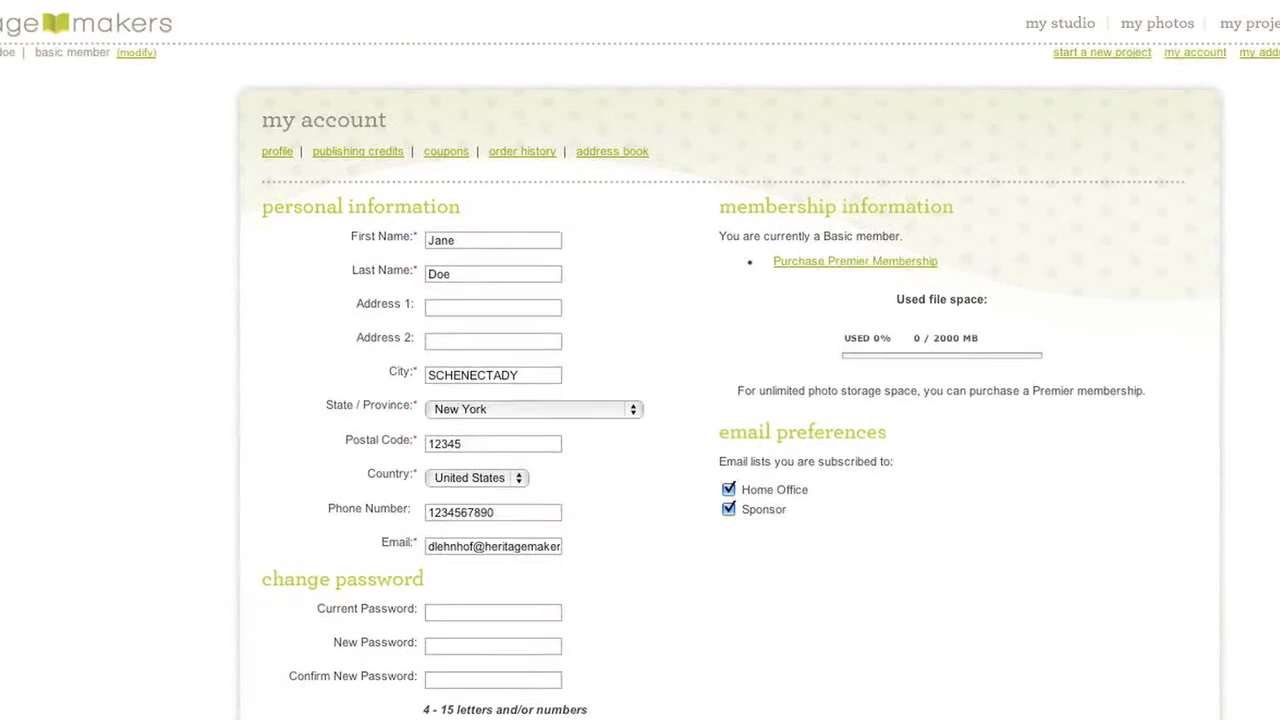 age makers
my studio | my photos | my proje
doe | basic member (modify)
start a new project my account my add
my account
profile | publishing credits | coupons | order history | address book
personal information
First Name:* Jane
Last Name:* Doe
Address 1:
Address 2:
City:* SCHENECTADY
State / Province:* New York
Postal Code:* 12345
Country:* United States
Phone Number: 1234567890
Email:* dlehnhof@heritagemaker
change password
Current Password:
New Password:
Confirm New Password:
4 - 15 letters and/or numbers
membership information
You are currently a Basic member.
• Purchase Premier Membership
Used file space:
USED 0% 0 / 2000 MB
For unlimited photo storage space, you can purchase a Premier membership.
email preferences
Email lists you are subscribed to:
Home Office
Sponsor